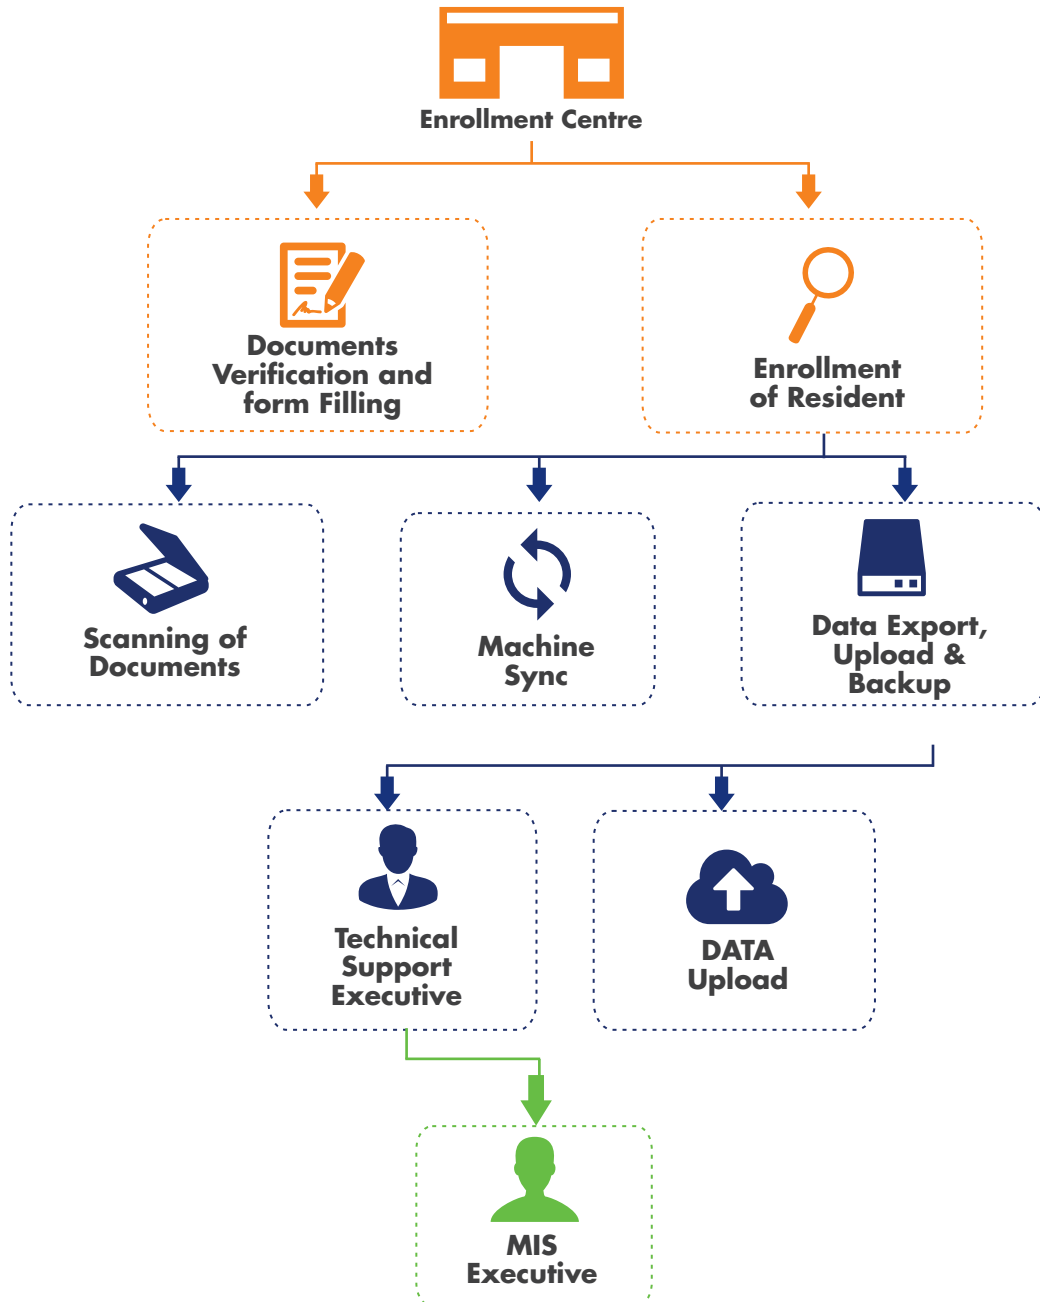 Enrollment Centre
Documents
Verification and
form Filling
Enrollment
of Resident
Scanning of
Documents
Machine
Sync
Data Export,
Upload &
Backup
Technical
Support
Executive
DATA
Upload
MIS
Executive